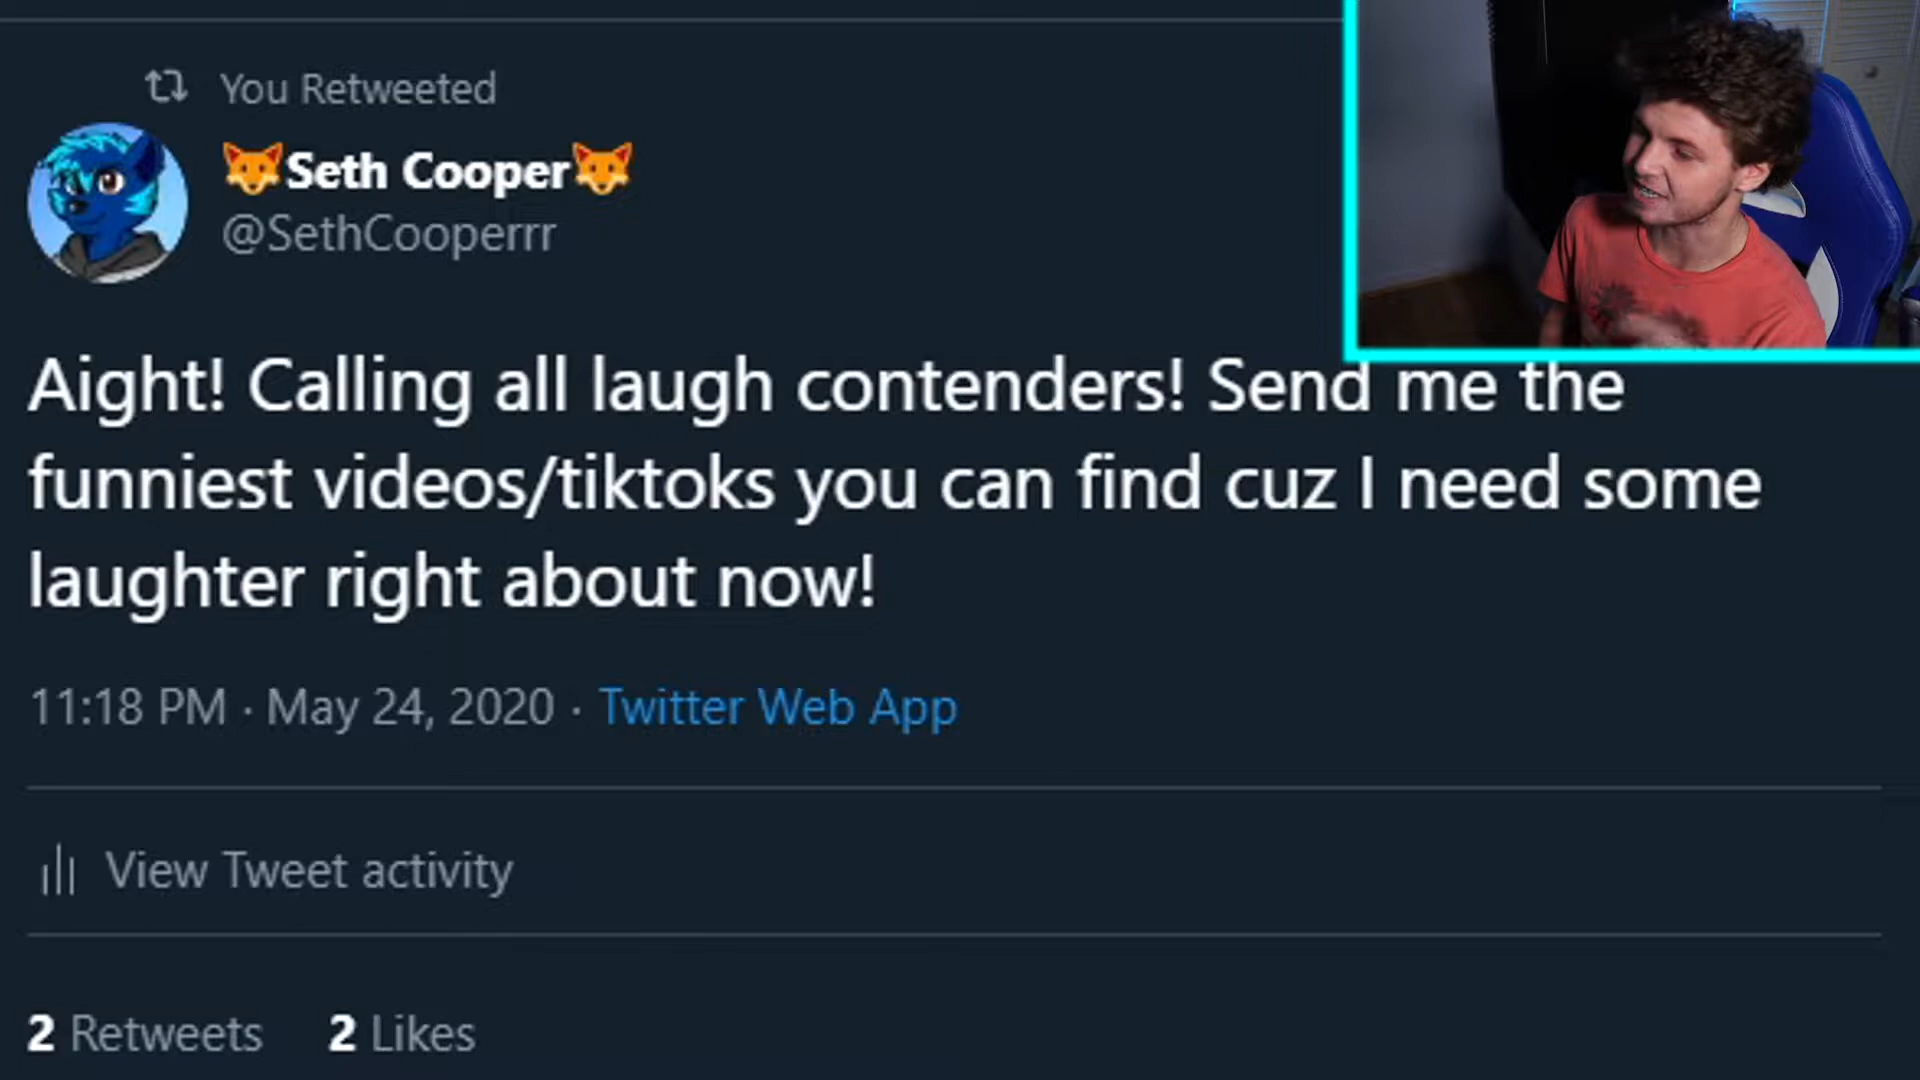 You Retweeted
🦊Seth Cooper🦊
@SethCooperrr
Aight! Calling all laugh contenders! Send me the
funniest videos/tiktoks you can find cuz I need some
laughter right about now!
11:18 PM · May 24, 2020 · Twitter Web App
View Tweet activity
2 Retweets 2 Likes